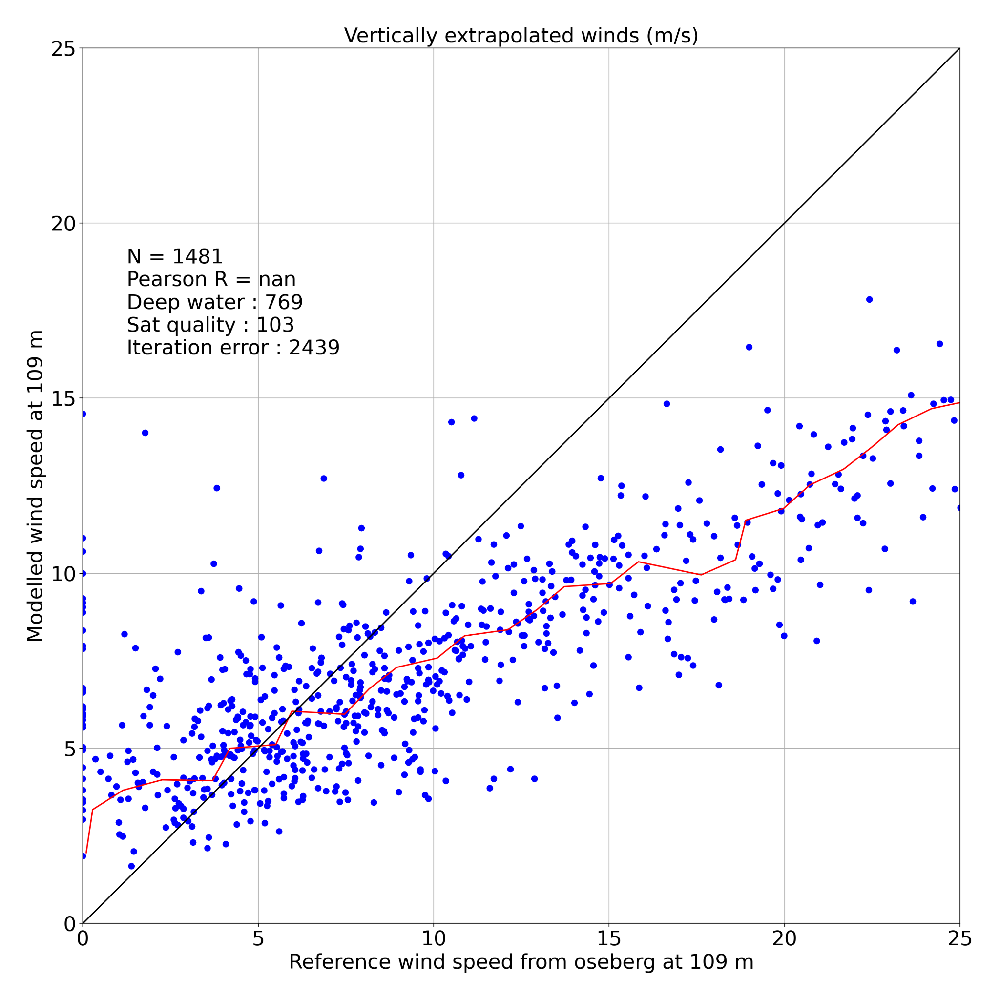 Vertically extrapolated winds (m/s)
25
20
15
10
5
0
N = 1481
Pearson R = nan
Deep water : 769
Sat quality : 103
Iteration error : 2439
Modelled wind speed at 109 m
0 5 10 15 20 25
Reference wind speed from oseberg at 109 m